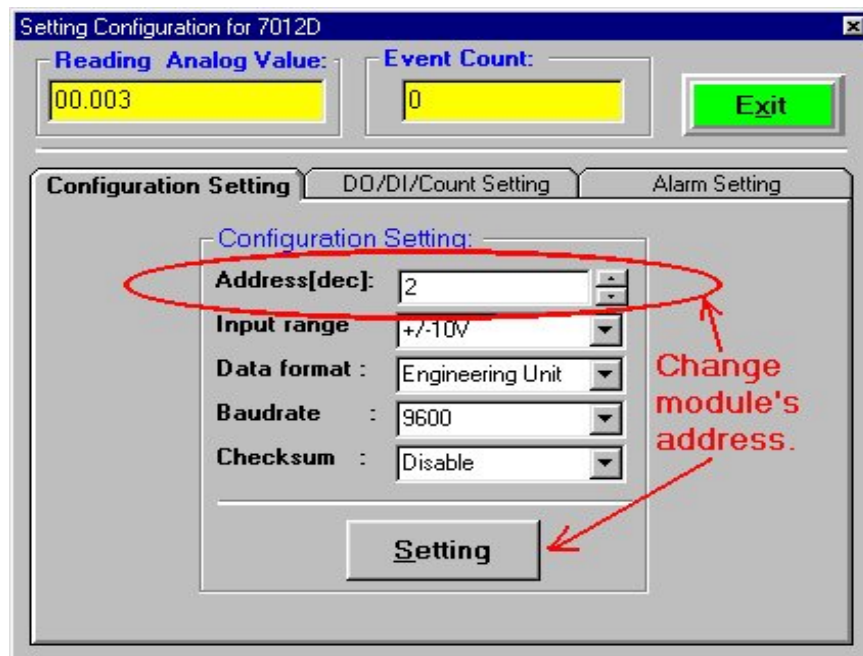 Setting Configuration for 7012D
Reading Analog Value:
Event Count:
00.003
0
Exit
Configuration Setting
DO/DI/Count Setting
Alarm Setting
Configuration Setting:
Address[dec]:
2
Input range
+/-10V
Data format :
Engineering Unit
Baudrate :
9600
Checksum :
Disable
Setting
Change
module's
address.